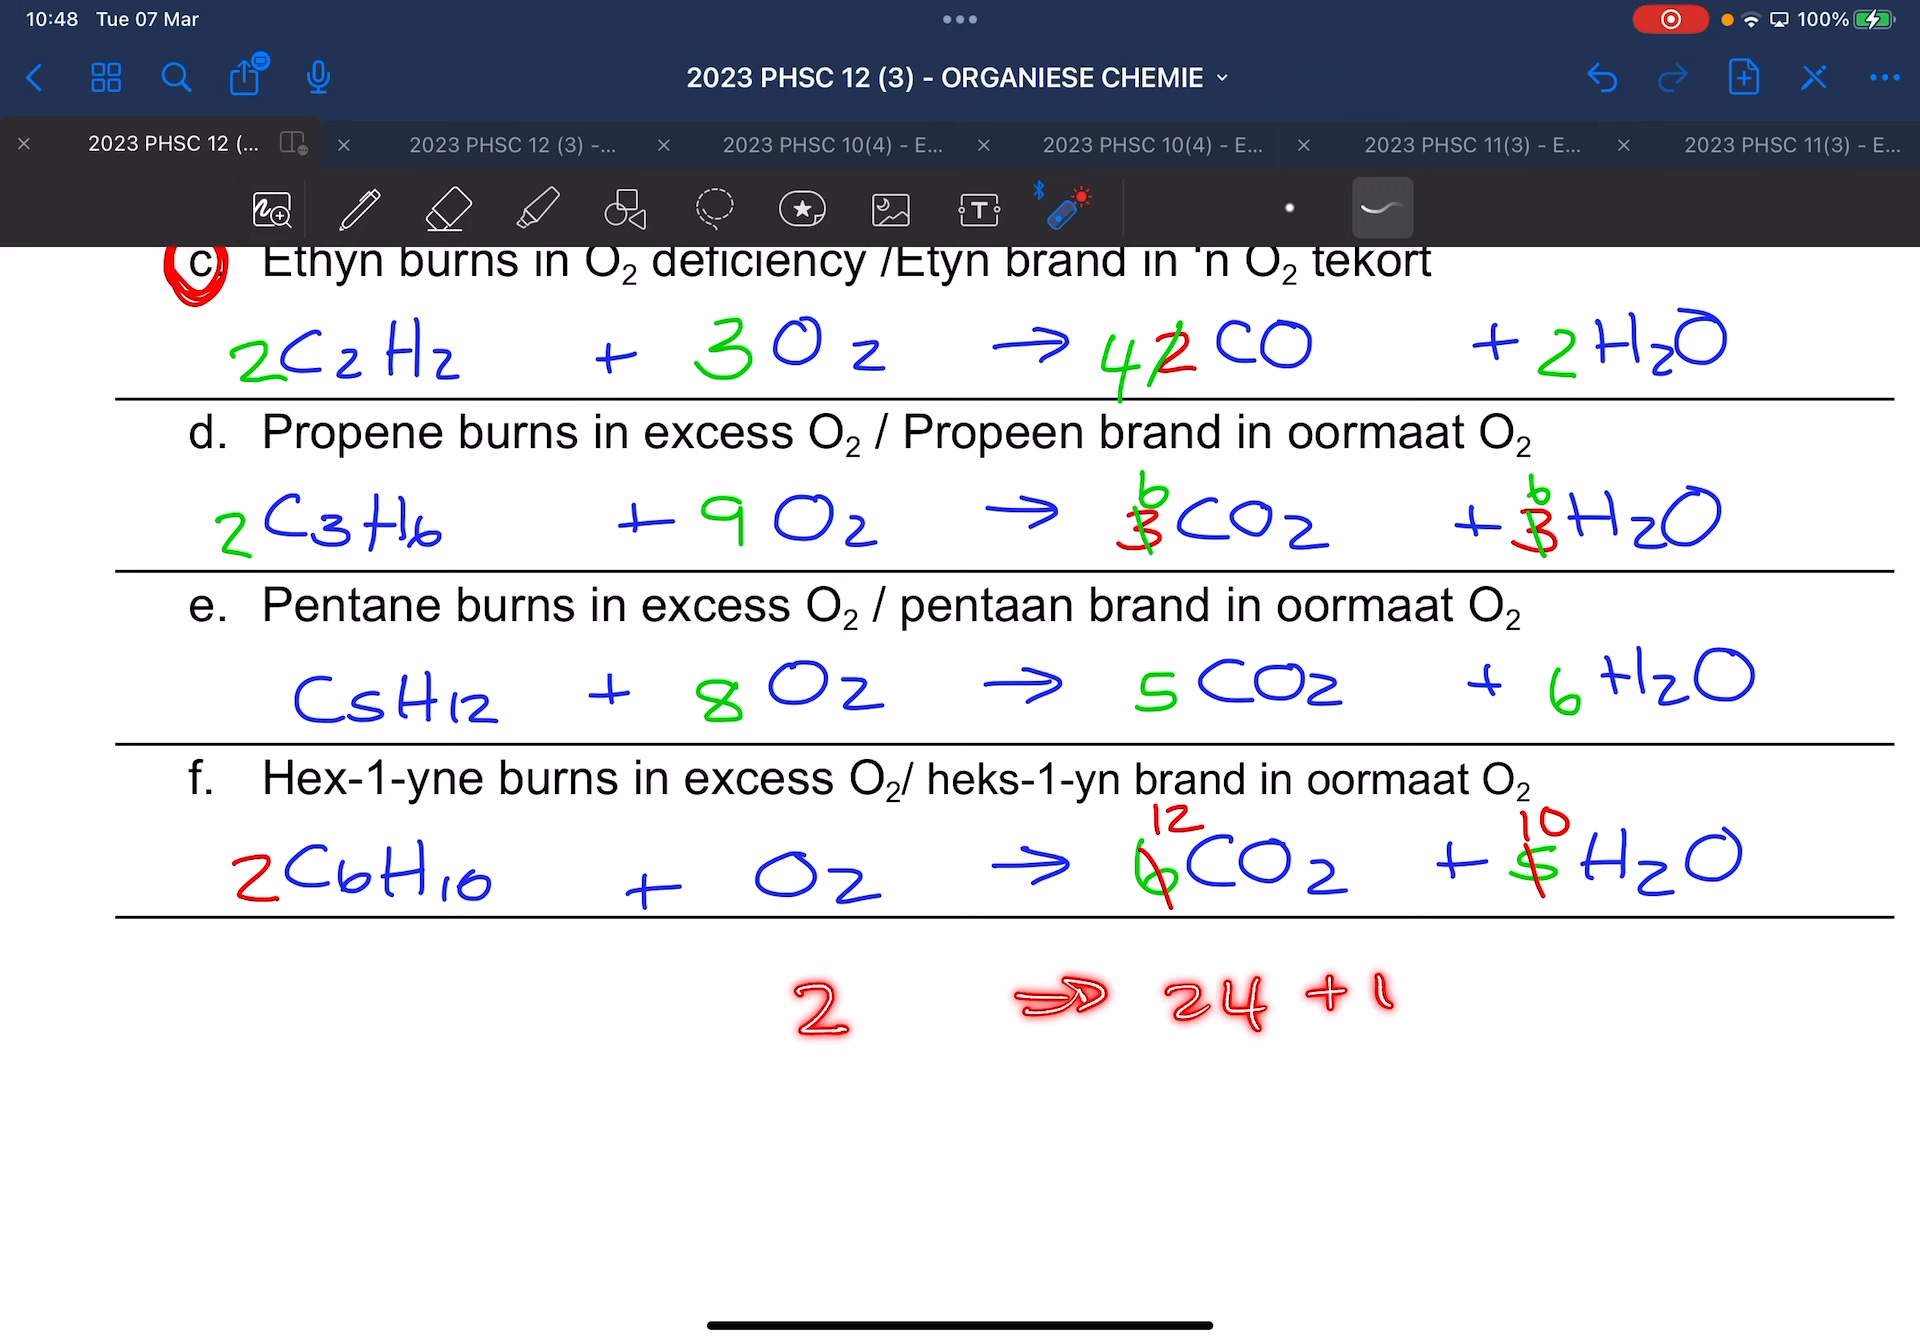 10:48 Tue 07 Mar 100%
2023 PHSC 12 (3) - ORGANIESE CHEMIE
2023 PHSC 12 (... 2023 PHSC 12 (3) -... 2023 PHSC 10(4) - E... 2023 PHSC 10(4) - E... 2023 PHSC 11(3) - E... 2023 PHSC 11(3) - E...
c. Ethyn burns in O₂ deficiency /Etyn brand in 'n O₂ tekort
2C₂H₂ + 3O₂ → 4 2CO + 2H₂O
d. Propene burns in excess O₂ / Propeen brand in oormaat O₂
6 6
2C₃H₆ + 9O₂ → 3CO₂ + 3H₂O
e. Pentane burns in excess O₂ / pentaan brand in oormaat O₂
C₅H₁₂ + 8O₂ → 5CO₂ + 6H₂O
f. Hex-1-yne burns in excess O₂/ heks-1-yn brand in oormaat O₂
12 10
2C₆H₁₀ + O₂ → 6CO₂ + 5H₂O
2 → 24 + 1